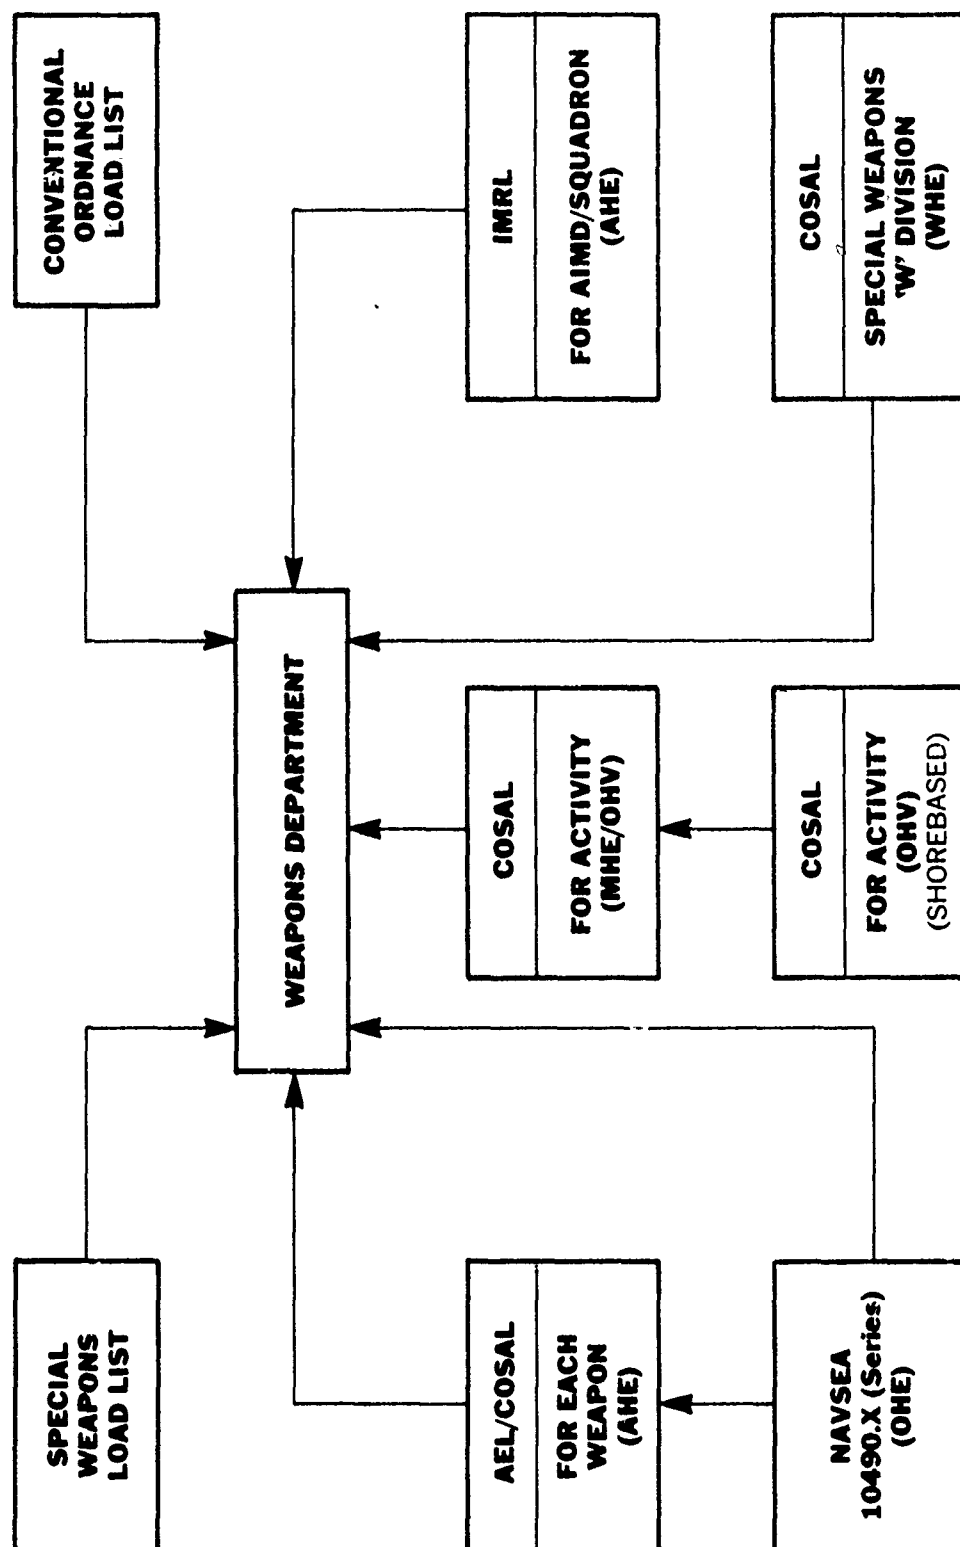 SPECIAL
WEAPONS
LOAD LIST
CONVENTIONAL
ORDNANCE
LOAD LIST
WEAPONS DEPARTMENT
AEL/COSAL
FOR EACH
WEAPON
(AHE)
COSAL
FOR ACTIVITY
(MHE/OHV)
IMRL
FOR AIMD/SQUADRON
(AHE)
NAVSEA
10490.X (Series)
(OHE)
COSAL
FOR ACTIVITY
(OHV)
(SHOREBASED)
COSAL
SPECIAL WEAPONS
'W' DIVISION
(WHE)